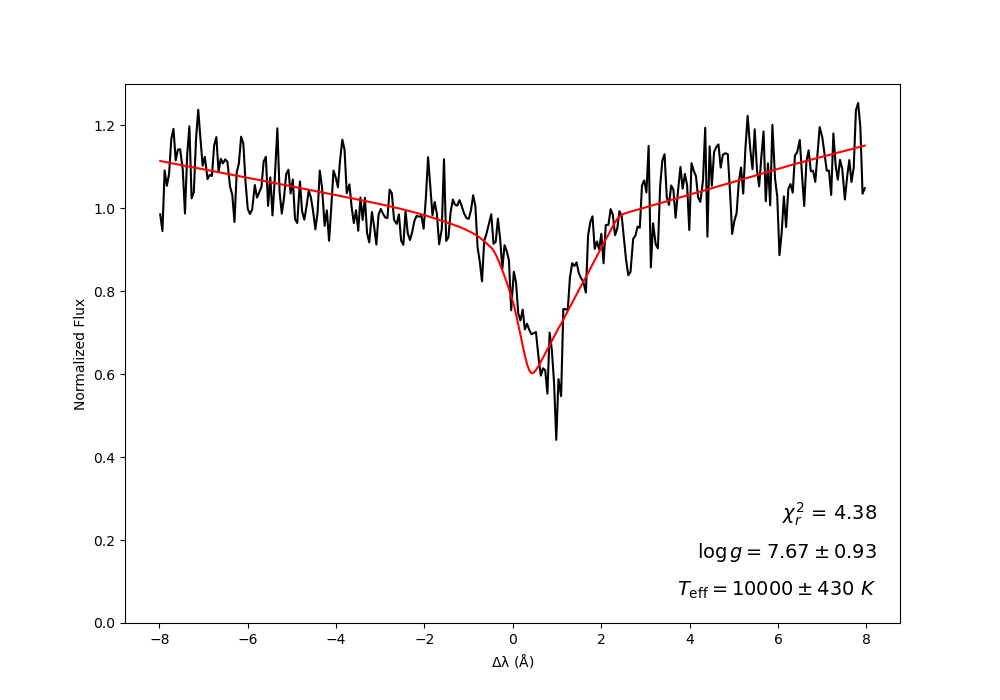 1.2
1.0
0.8
0.6
0.4
0.2
0.0
Normalized Flux
χ²ᵣ = 4.38
log g = 7.67 ± 0.93
T_eff = 10000 ± 430 K
−8 −6 −4 −2 0 2 4 6 8
Δλ (Å)